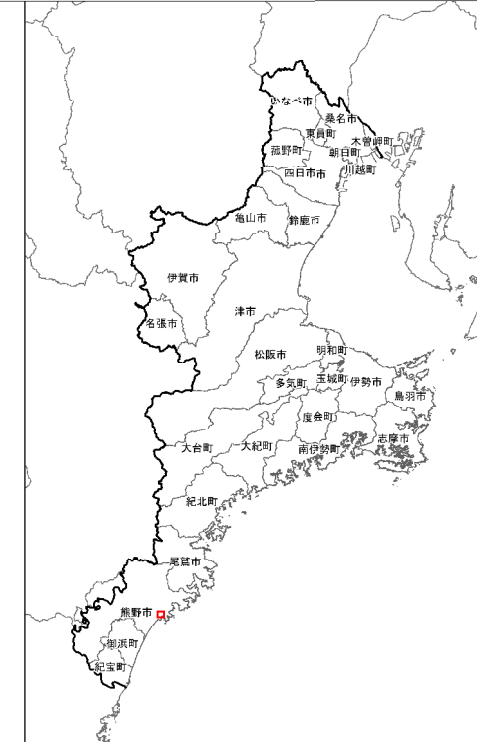 いなべ市
桑名市
東員町
木曽岬町
菰野町
朝日町
川越町
四日市市
亀山市
鈴鹿市
伊賀市
津市
名張市
明和町
松阪市
多気町
玉城町
伊勢市
鳥羽市
度会町
志摩市
大台町
大紀町
南伊勢町
紀北町
尾鷲市
熊野市
御浜町
紀宝町